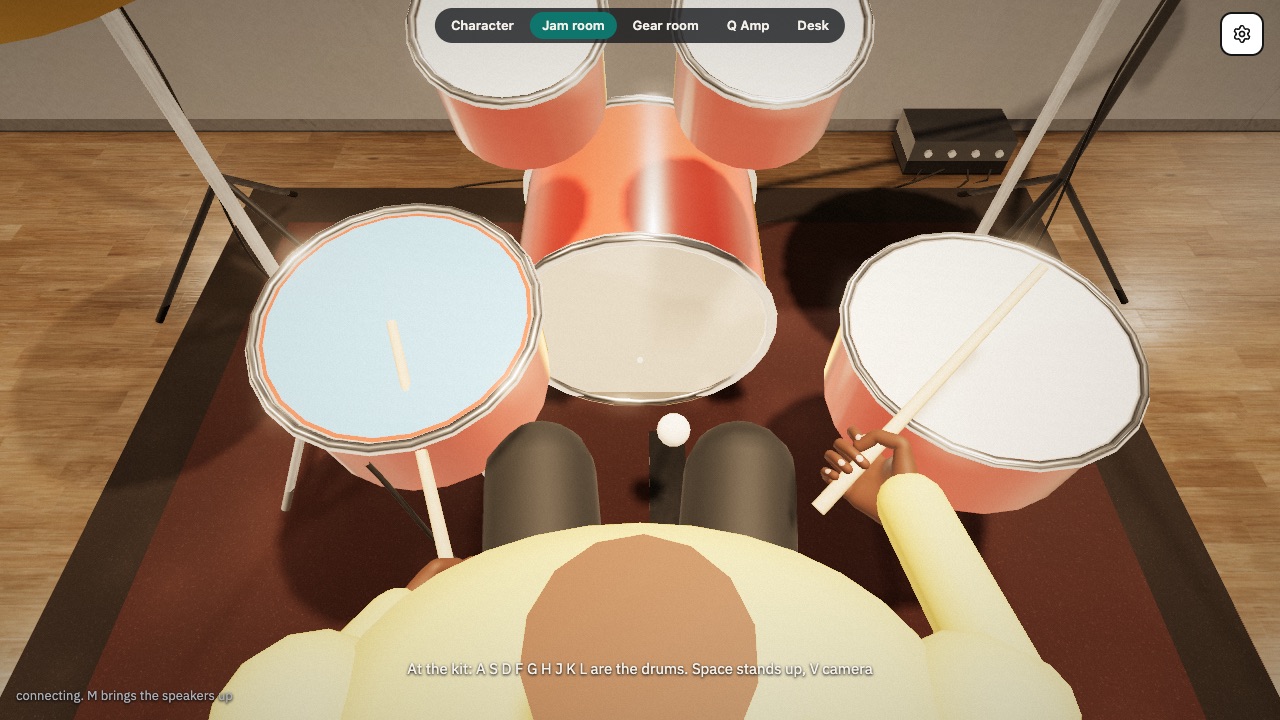 Character
Jam room
Gear room
Q Amp
Desk
At the kit: A S D F G H J K L are the drums. Space stands up, V camera
connecting. M brings the speakers up